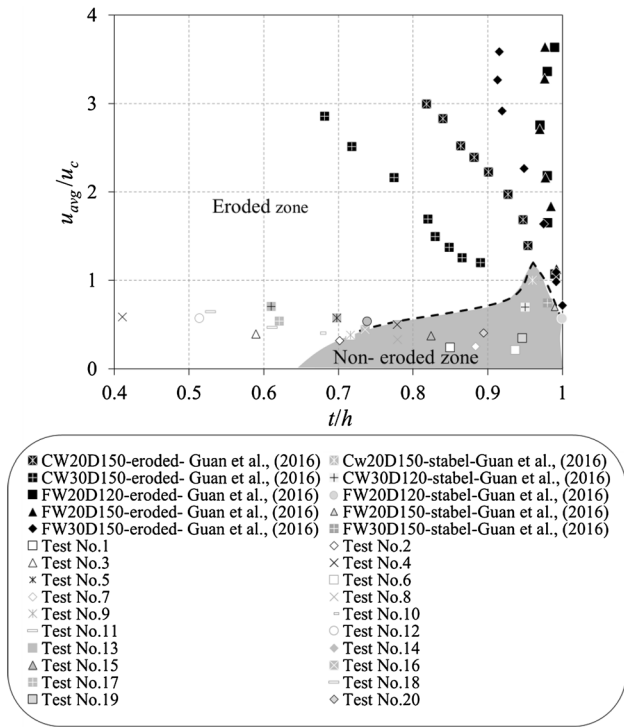 4
3
2
1
0
u_avg/u_c
Eroded zone
Non- eroded zone
0.4 0.5 0.6 0.7 0.8 0.9 1
t/h
CW20D150-eroded- Guan et al., (2016) Cw20D150-stabel-Guan et al., (2016)
CW30D150-eroded- Guan et al., (2016) CW30D120-stabel-Guan et al., (2016)
FW20D120-eroded- Guan et al., (2016) FW20D120-stabel-Guan et al., (2016)
FW20D150-eroded- Guan et al., (2016) FW20D150-stabel-Guan et al., (2016)
FW30D150-eroded- Guan et al., (2016) FW30D150-stabel-Guan et al., (2016)
Test No.1 Test No.2
Test No.3 Test No.4
Test No.5 Test No.6
Test No.7 Test No.8
Test No.9 Test No.10
Test No.11 Test No.12
Test No.13 Test No.14
Test No.15 Test No.16
Test No.17 Test No.18
Test No.19 Test No.20